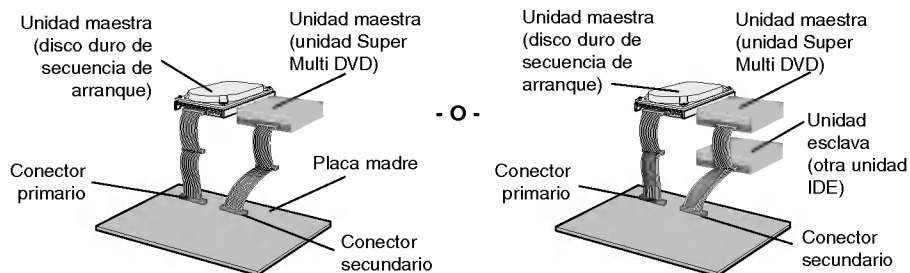 Unidad maestra
(disco duro de
secuencia de
arranque)
Unidad maestra
(unidad Super
Multi DVD)
Conector
primario
Placa madre
Conector
secundario
- O -
Unidad maestra
(disco duro de
secuencia de
arranque)
Unidad maestra
(unidad Super
Multi DVD)
Unidad
esclava
(otra unidad
IDE)
Conector
primario
Conector
secundario